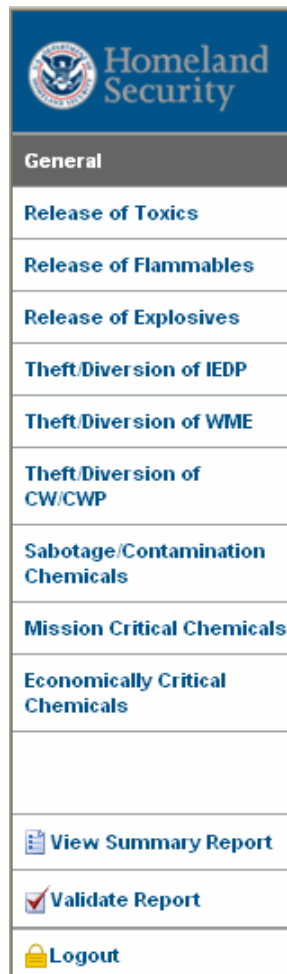 Homeland
Security
General
Release of Toxics
Release of Flammables
Release of Explosives
Theft/Diversion of IEDP
Theft/Diversion of WME
Theft/Diversion of
CW/CWP
Sabotage/Contamination
Chemicals
Mission Critical Chemicals
Economically Critical
Chemicals
View Summary Report
Validate Report
Logout